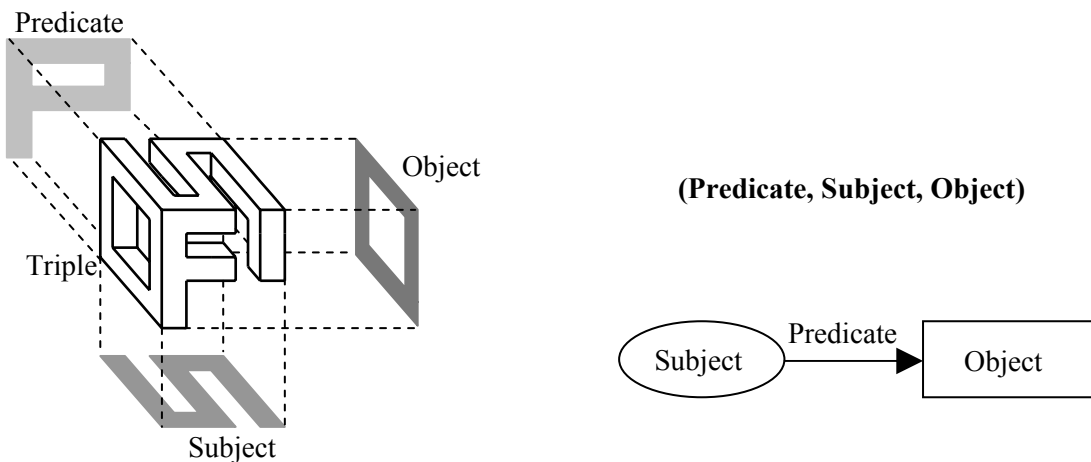 Predicate
Object
Triple
Subject
(Predicate, Subject, Object)
Predicate
Subject
Object